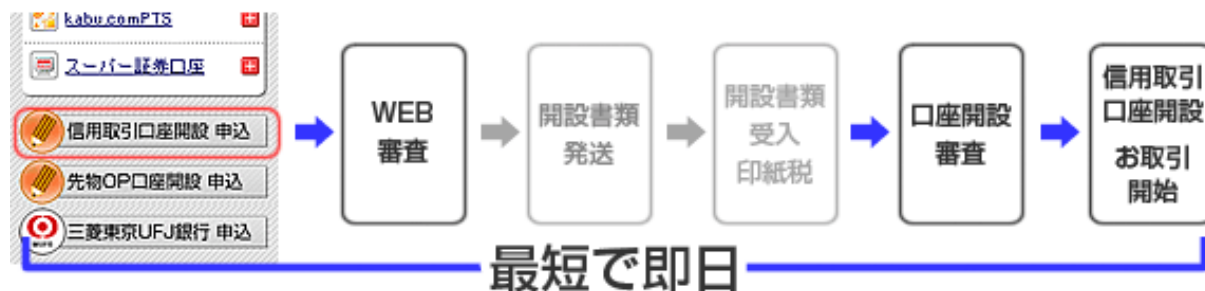 kabu.comPTS
スーパー証券口座
信用取引口座開設 申込
先物OP口座開設 申込
三菱東京UFJ銀行 申込
WEB
審査
開設書類
発送
開設書類
受入
印紙税
口座開設
審査
信用取引
口座開設
お取引
開始
最短で即日